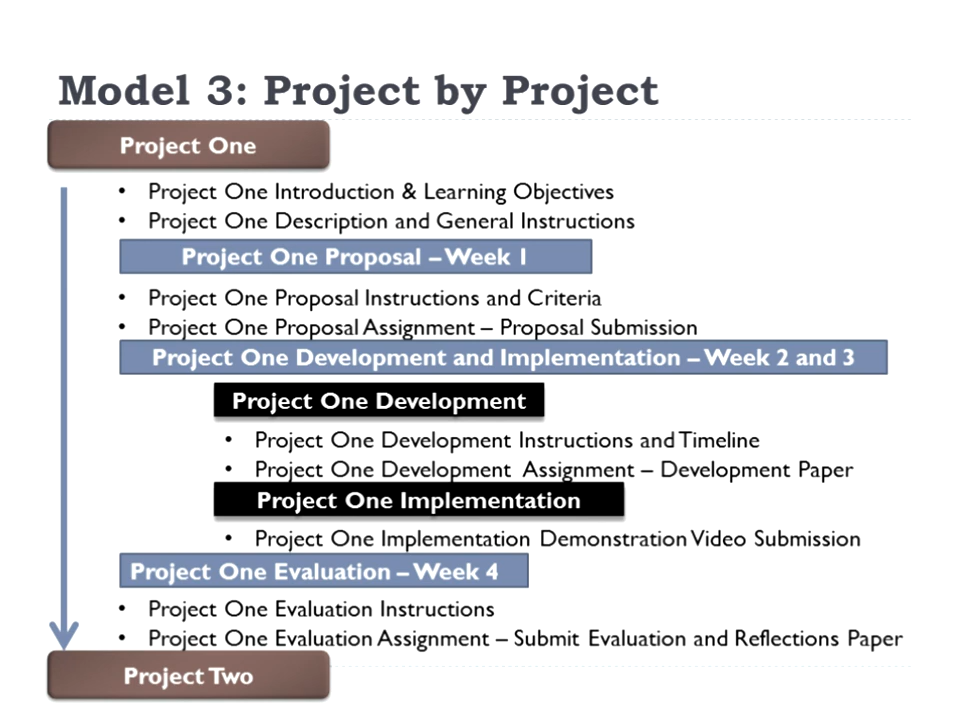 Model 3: Project by Project
Project One
• Project One Introduction & Learning Objectives
• Project One Description and General Instructions
Project One Proposal – Week 1
• Project One Proposal Instructions and Criteria
• Project One Proposal Assignment – Proposal Submission
Project One Development and Implementation – Week 2 and 3
Project One Development
• Project One Development Instructions and Timeline
• Project One Development Assignment – Development Paper
Project One Implementation
• Project One Implementation Demonstration Video Submission
Project One Evaluation – Week 4
• Project One Evaluation Instructions
• Project One Evaluation Assignment – Submit Evaluation and Reflections Paper
Project Two